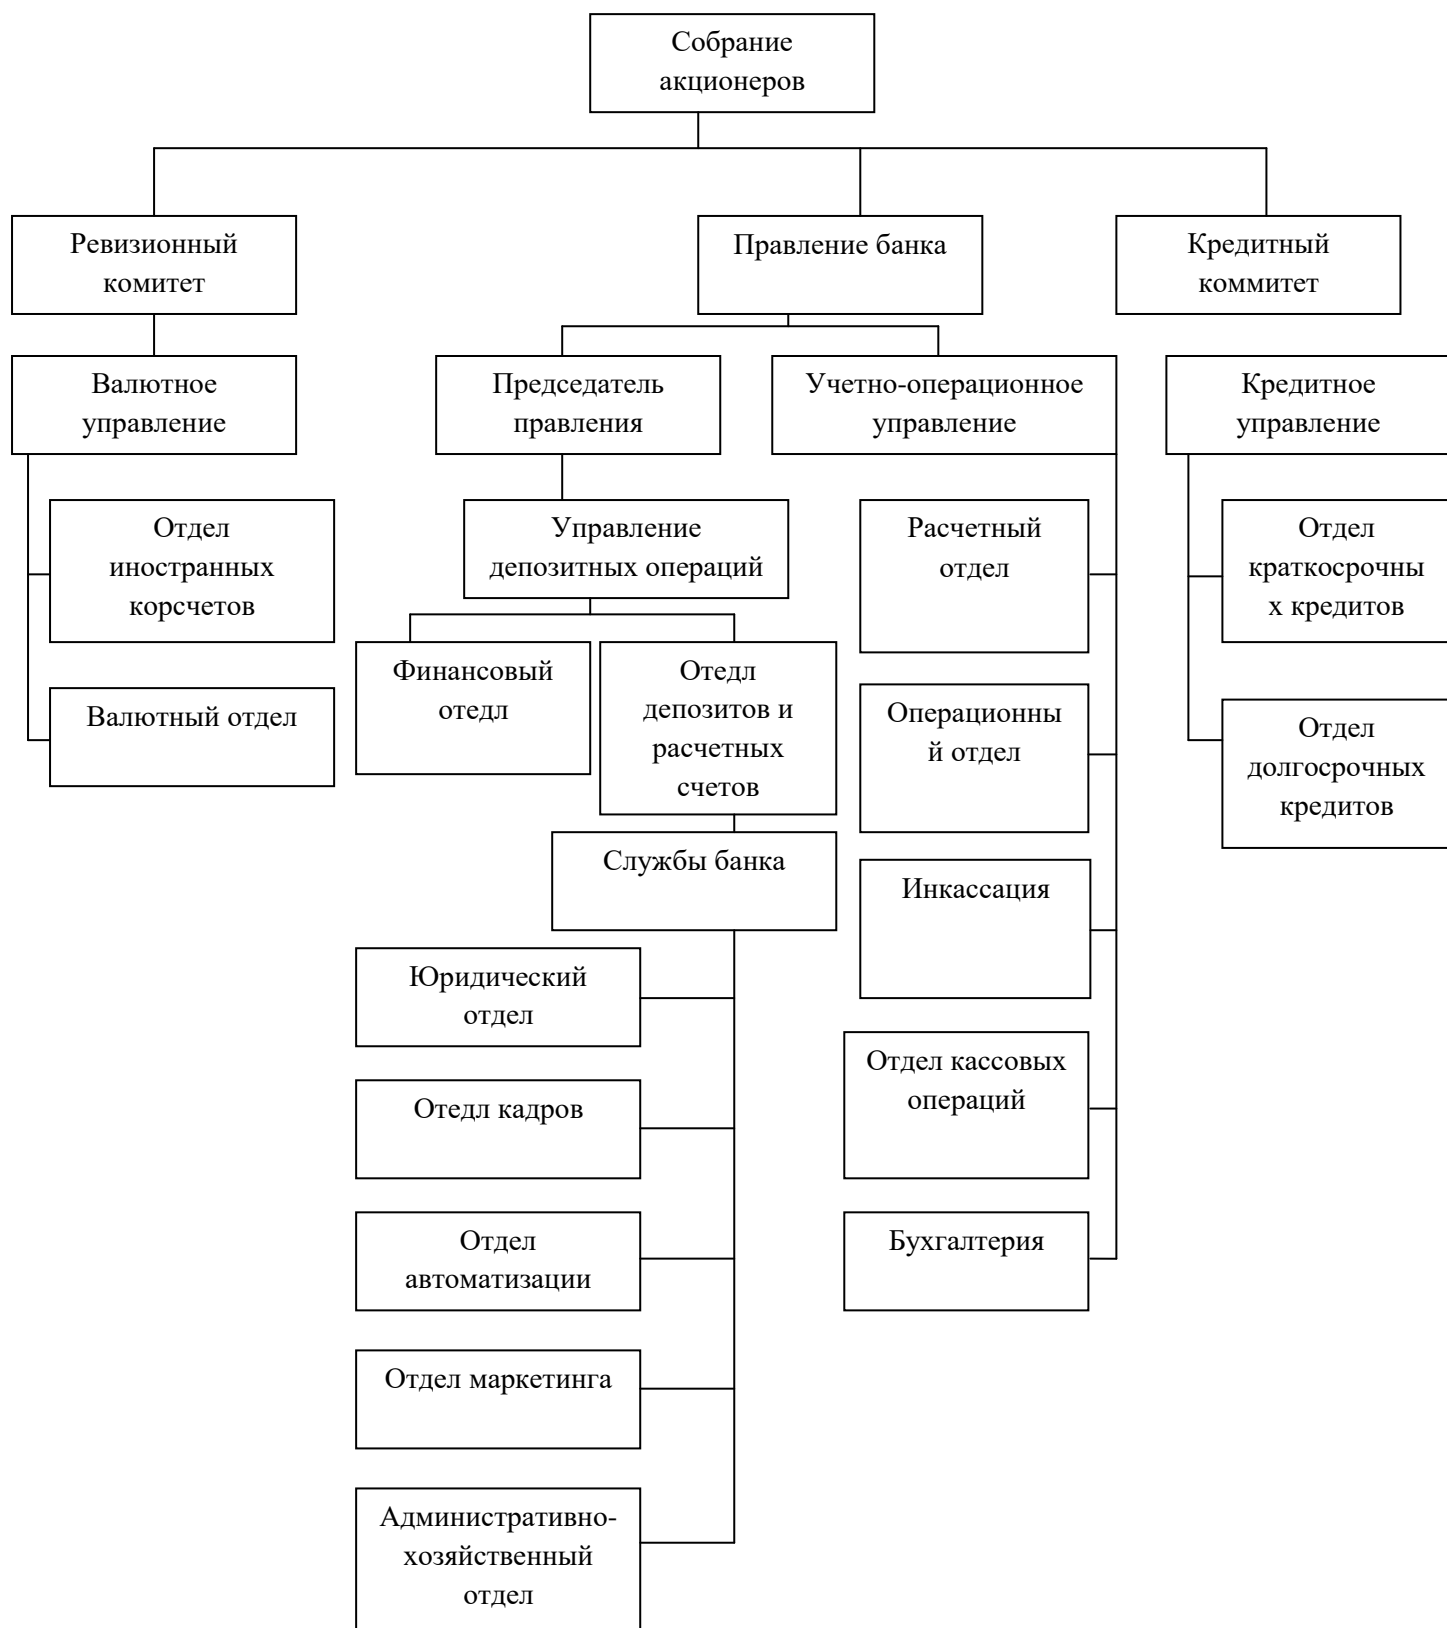 Собрание
акционеров
Ревизионный
комитет
Правление банка
Кредитный
коммитет
Валютное
управление
Председатель
правления
Учетно-операционное
управление
Кредитное
управление
Отдел
иностранных
корсчетов
Управление
депозитных операций
Расчетный
отдел
Отдел
краткосрочны
х кредитов
Валютный отдел
Финансовый
отедл
Отедл
депозитов и
расчетных
счетов
Операционны
й отдел
Отдел
долгосрочных
кредитов
Службы банка
Инкассация
Юридический
отдел
Отдел кассовых
операций
Отедл кадров
Отдел
автоматизации
Бухгалтерия
Отдел маркетинга
Административно-
хозяйственный
отдел